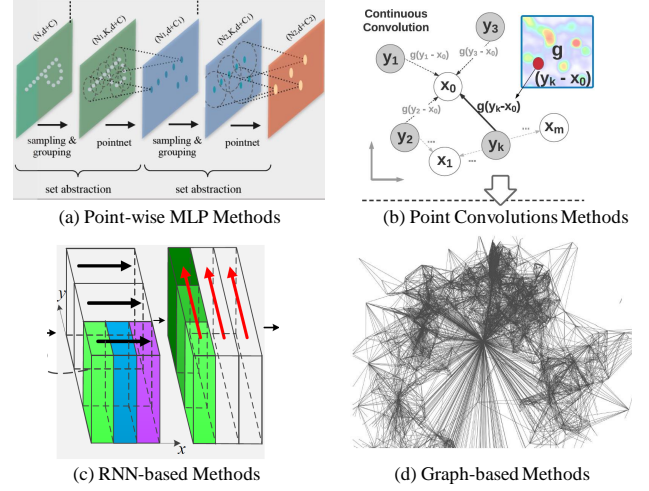 (N,d+C)
(N₁,K,d+C)
(N₁,d+C₁)
(N₂,K,d+C₁)
(N₂,d+C₂)
sampling & grouping
pointnet
sampling & grouping
pointnet
set abstraction
set abstraction
(a) Point-wise MLP Methods
Continuous
Convolution
y₁
y₃
g
(yₖ - x₀)
g(y₁ - x₀)
g(y₃ - x₀)
x₀
g(yₖ-x₀)
g(y₂ - x₀)
y₂
yₖ
...
xₘ
...
x₁
...
(b) Point Convolutions Methods
y
x
(c) RNN-based Methods
(d) Graph-based Methods